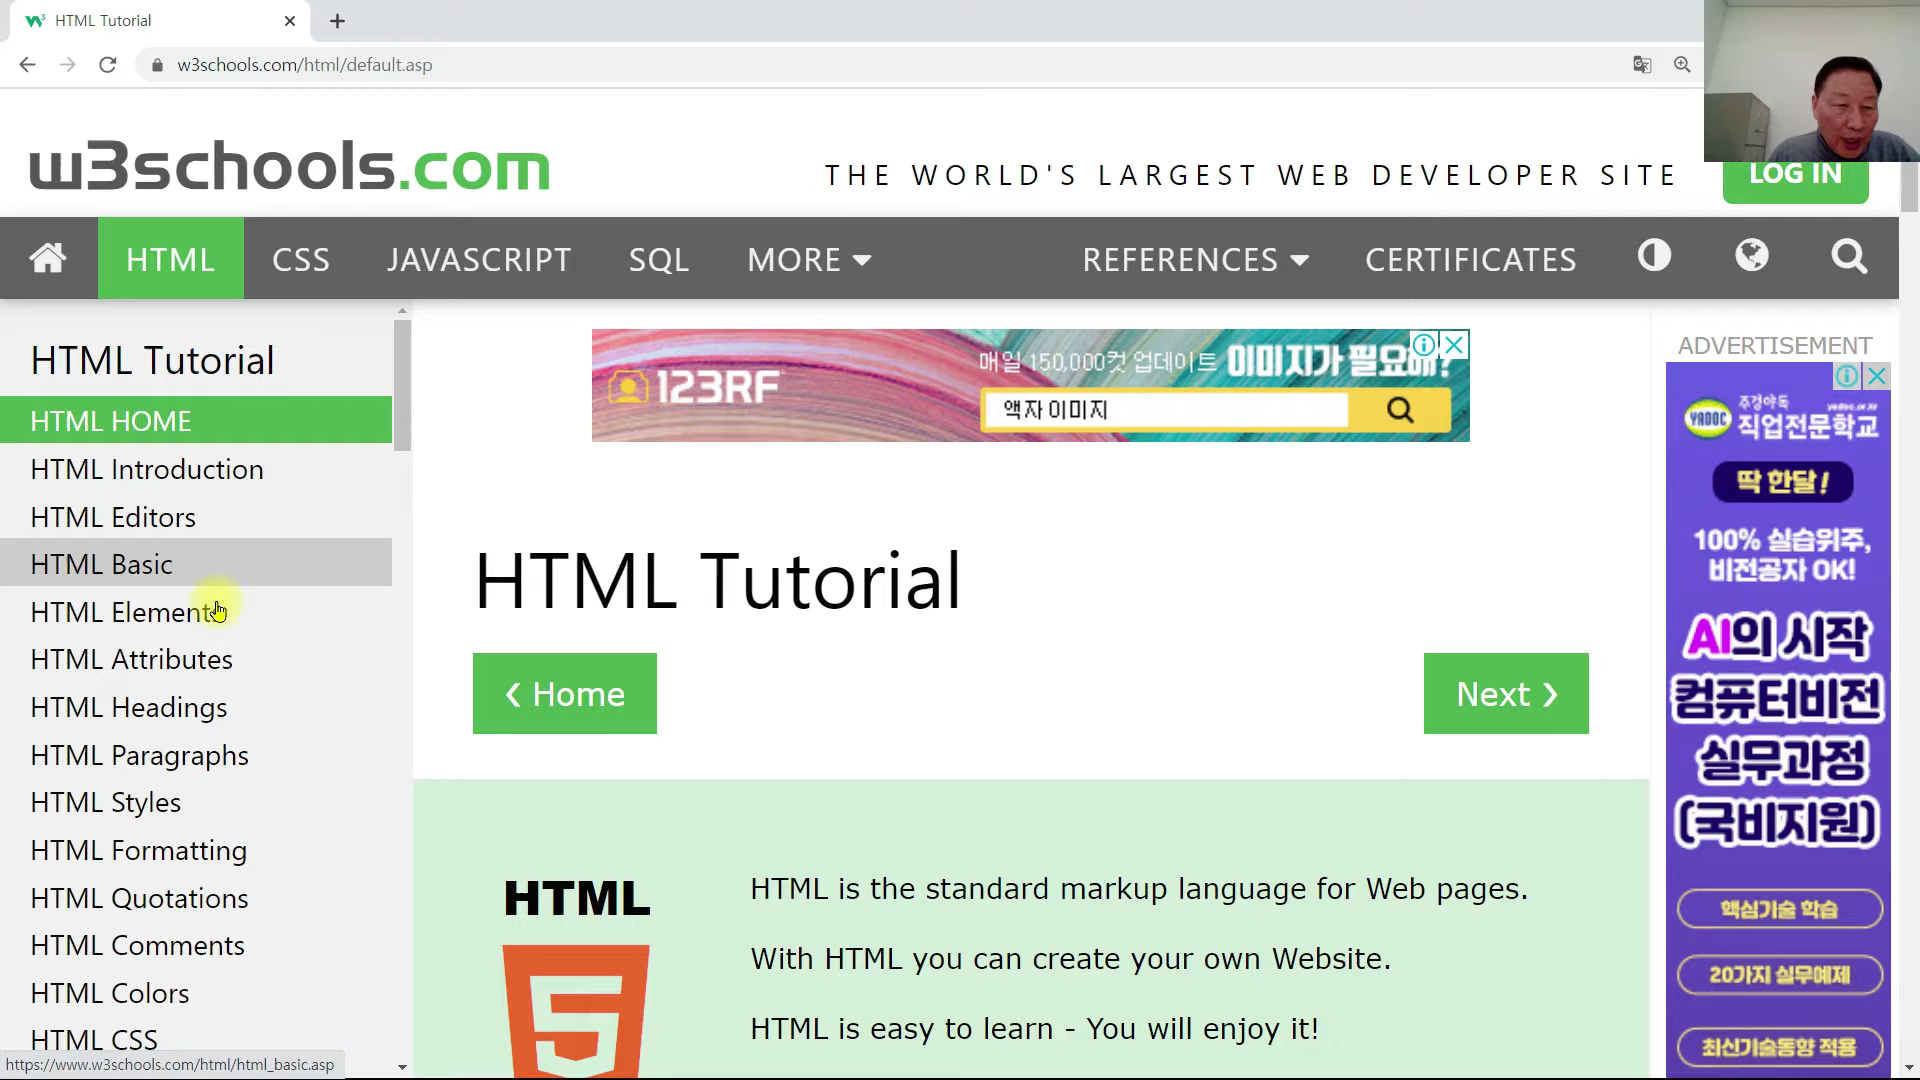 HTML Tutorial
w3schools.com/html/default.asp
w3schools.com
THE WORLD'S LARGEST WEB DEVELOPER SITE
LOG IN
HTML
CSS
JAVASCRIPT
SQL
MORE
REFERENCES
CERTIFICATES
HTML Tutorial
HTML HOME
HTML Introduction
HTML Editors
HTML Basic
HTML Elements
HTML Attributes
HTML Headings
HTML Paragraphs
HTML Styles
HTML Formatting
HTML Quotations
HTML Comments
HTML Colors
HTML CSS
https://www.w3schools.com/html/html_basic.asp
123RF
매일 150,000컷 업데이트 이미지가 필요해?
액자 이미지
HTML Tutorial
❮ Home
Next ❯
HTML
5
HTML is the standard markup language for Web pages.
With HTML you can create your own Website.
HTML is easy to learn - You will enjoy it!
ADVERTISEMENT
YADOC
주경야독
yadoc.or.kr
직업전문학교
딱 한달!
100% 실습위주,
비전공자 OK!
AI의 시작
컴퓨터비전
실무과정
(국비지원)
핵심기술 학습
20가지 실무예제
최신기술동향 적용